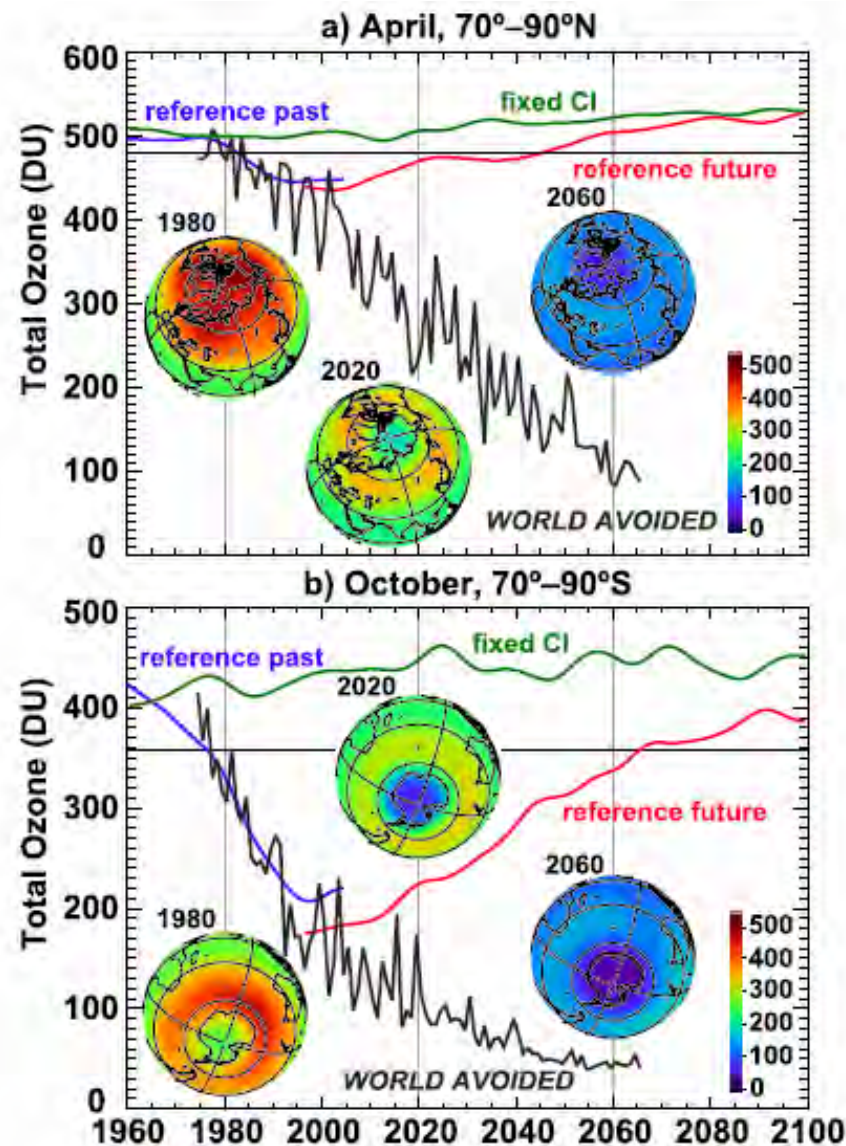 a) April, 70º–90ºN
600
500
400
300
200
100
0
Total Ozone (DU)
reference past
fixed Cl
reference future
1980
2020
2060
500
400
300
200
100
0
WORLD AVOIDED
b) October, 70º–90ºS
500
400
300
200
100
0
Total Ozone (DU)
reference past
fixed Cl
2020
reference future
1980
2060
500
400
300
200
100
0
WORLD AVOIDED
1960 1980 2000 2020 2040 2060 2080 2100